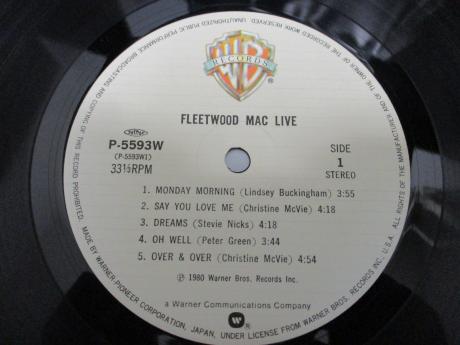 UNAUTHORIZED PUBLIC PERFORMANCE BROADCASTING AND COPYING OF THIS RECORD PROHIBITED.
ALL RIGHTS OF THE MANUFACTURER AND OF THE OWNER OF THE RECORDED WORK RESERVED.
WB
RECORDS
®
FLEETWOOD MAC LIVE
P-5593W
(P-5593W1)
33⅓RPM
SIDE
1
STEREO
1. MONDAY MORNING (Lindsey Buckingham) 3:55
2. SAY YOU LOVE ME (Christine McVie) 4:18
3. DREAMS (Stevie Nicks) 4:18
4. OH WELL (Peter Green) 3:44
5. OVER & OVER (Christine McVie) 4:54
℗ 1980 Warner Bros. Records Inc.
a Warner Communications Company
®
MADE BY WARNER-PIONEER CORPORATION, JAPAN, UNDER LICENSE FROM WARNER BROS. RECORDS INC. U.S.A.